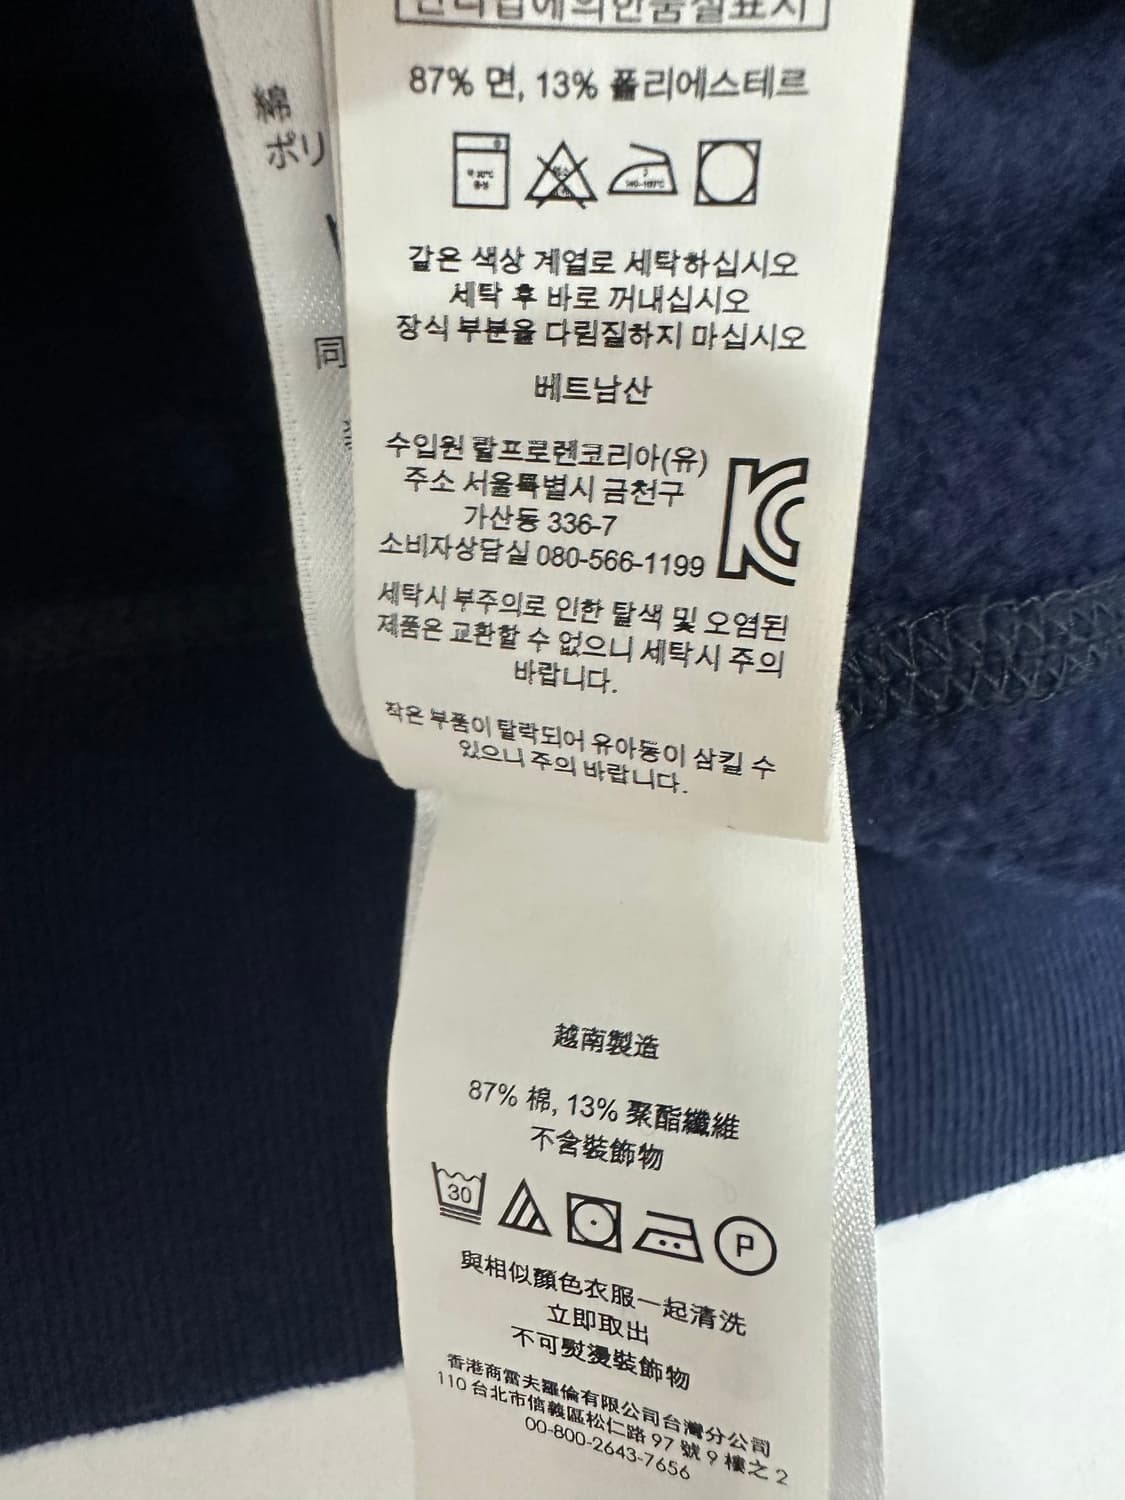 綿
ポリ
同
87% 면, 13% 폴리에스테르
같은 색상 계열로 세탁하십시오
세탁 후 바로 꺼내십시오
장식 부분을 다림질하지 마십시오
베트남산
수입원 랄프로렌코리아(유)
주소 서울특별시 금천구
가산동 336-7
소비자상담실 080-566-1199
KC
세탁시 부주의로 인한 탈색 및 오염된
제품은 교환할 수 없으니 세탁시 주의
바랍니다.
작은 부품이 탈락되어 유아동이 삼킬 수
있으니 주의 바랍니다.
越南製造
87% 棉, 13% 聚酯纖維
不含裝飾物
30
P
與相似顏色衣服一起清洗
立即取出
不可熨燙裝飾物
香港商雷夫羅倫有限公司台灣分公司
110 台北市信義區松仁路 97 號 9 樓之 2
00-800-2643-7656